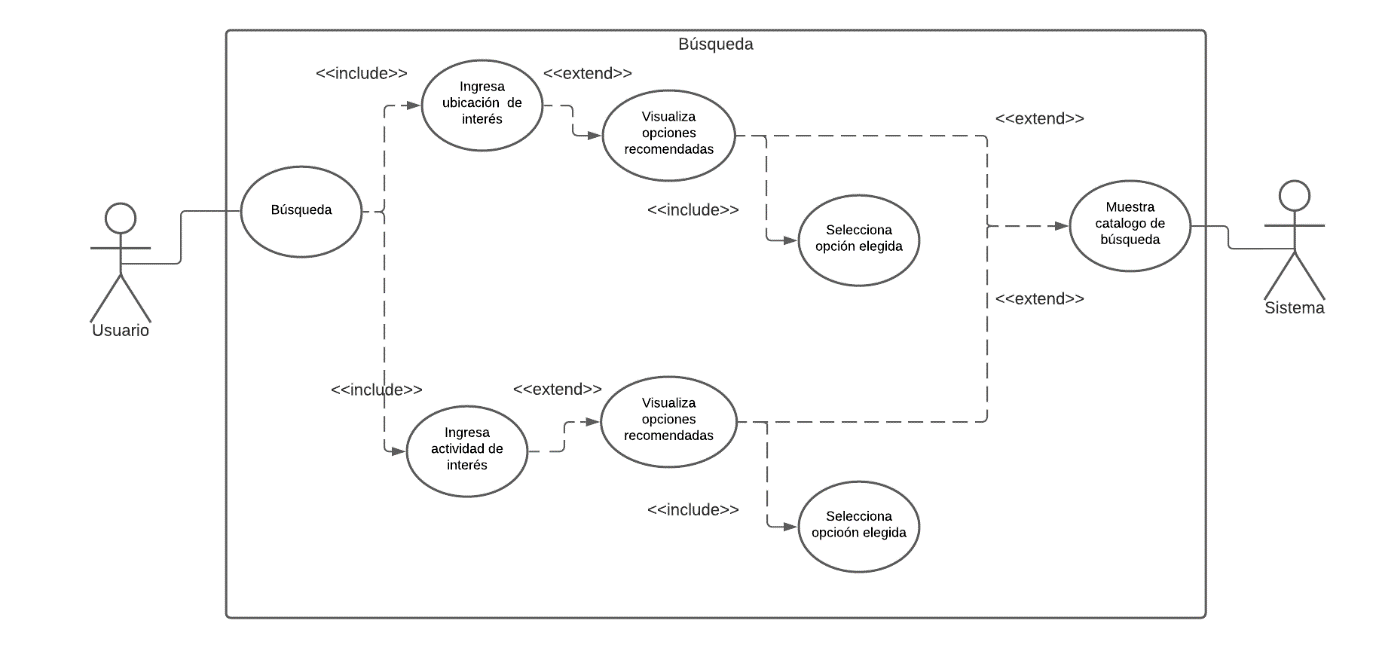 Búsqueda
<<include>>
<<extend>>
Ingresa
ubicación de
interés
Visualiza
opciones
recomendadas
<<extend>>
Búsqueda
<<include>>
Selecciona
opción elegida
Muestra
catalogo de
búsqueda
Usuario
Sistema
<<extend>>
<<include>>
<<extend>>
Visualiza
opciones
recomendadas
Ingresa
actividad de
interés
<<include>>
Selecciona
opcioón elegida